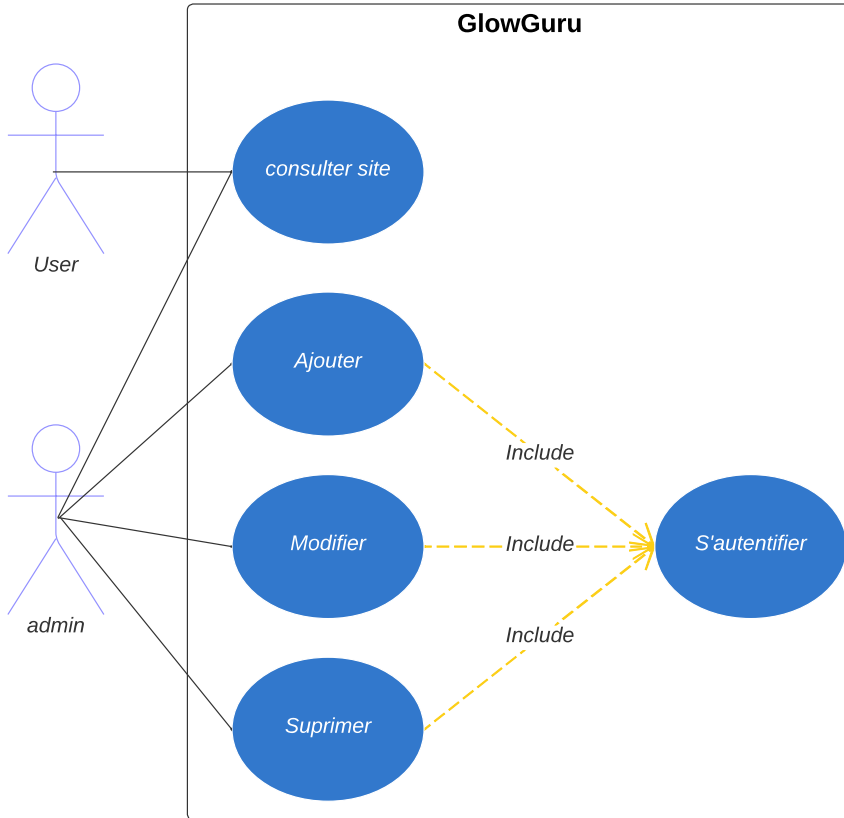 GlowGuru
consulter site
User
Ajouter
Include
Modifier
Include
S'autentifier
admin
Include
Suprimer